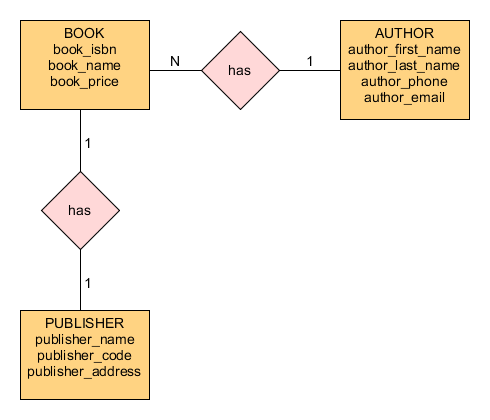 BOOK
book_isbn
book_name
book_price
N
has
1
AUTHOR
author_first_name
author_last_name
author_phone
author_email
1
has
1
PUBLISHER
publisher_name
publisher_code
publisher_address